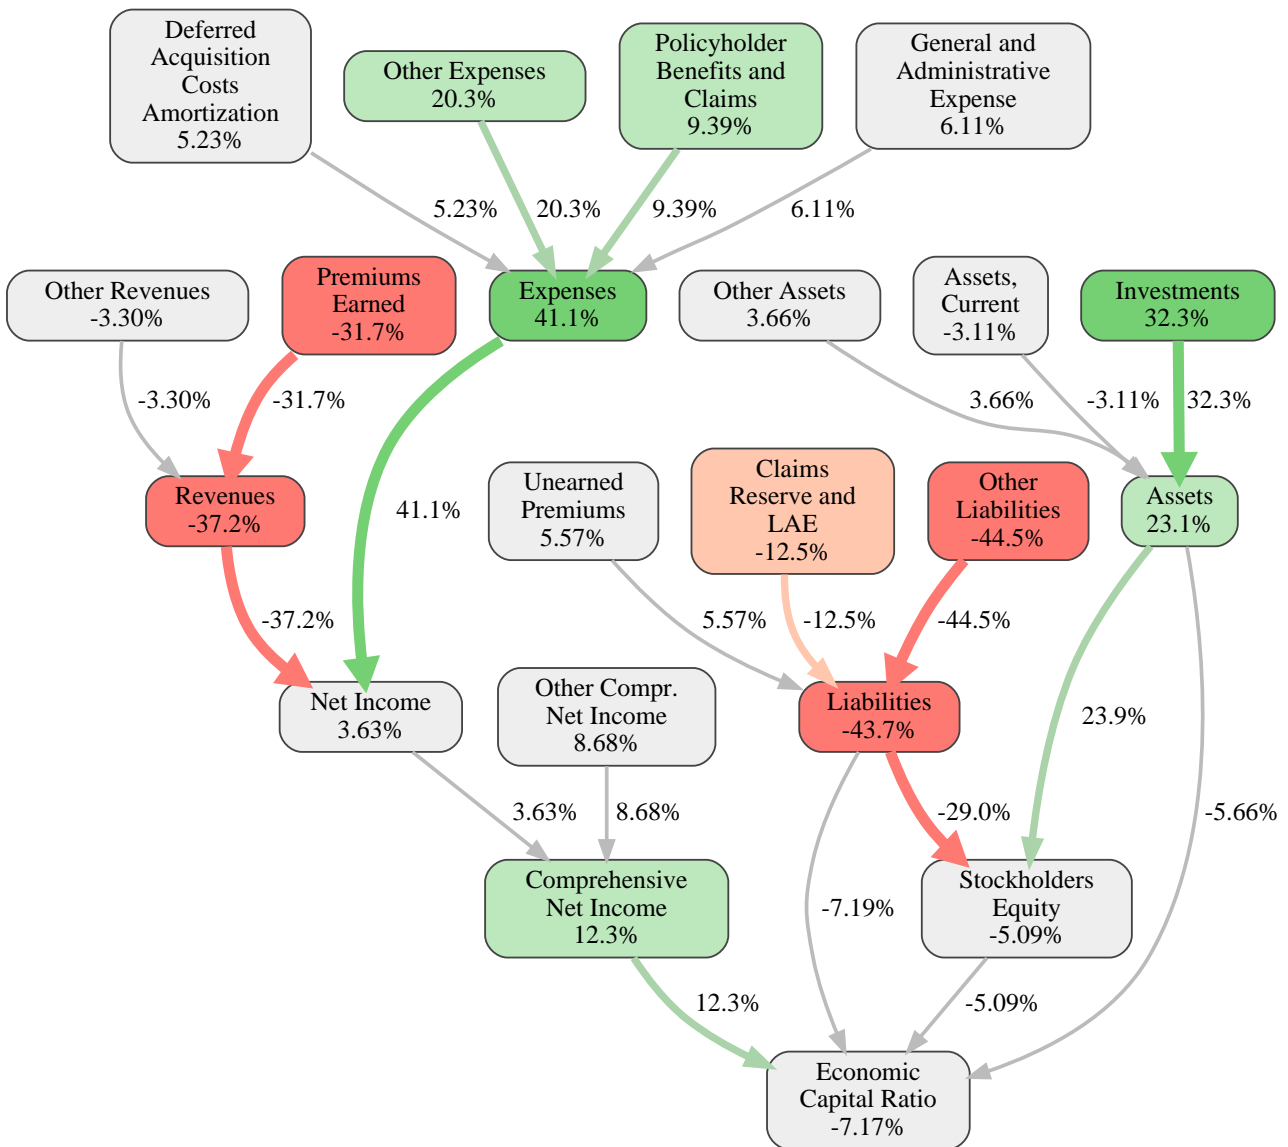 Deferred
Acquisition
Costs
Amortization
5.23%
Other Expenses
20.3%
Policyholder
Benefits and
Claims
9.39%
General and
Administrative
Expense
6.11%
5.23%
20.3%
9.39%
6.11%
Other Revenues
-3.30%
Premiums
Earned
-31.7%
Expenses
41.1%
Other Assets
3.66%
Assets,
Current
-3.11%
Investments
32.3%
-3.30%
-31.7%
3.66%
-3.11%
32.3%
Revenues
-37.2%
41.1%
Unearned
Premiums
5.57%
Claims
Reserve and
LAE
-12.5%
Other
Liabilities
-44.5%
Assets
23.1%
-37.2%
5.57%
-12.5%
-44.5%
Net Income
3.63%
Other Compr.
Net Income
8.68%
Liabilities
-43.7%
23.9%
3.63%
8.68%
-29.0%
-5.66%
Comprehensive
Net Income
12.3%
-7.19%
Stockholders
Equity
-5.09%
12.3%
-5.09%
Economic
Capital Ratio
-7.17%